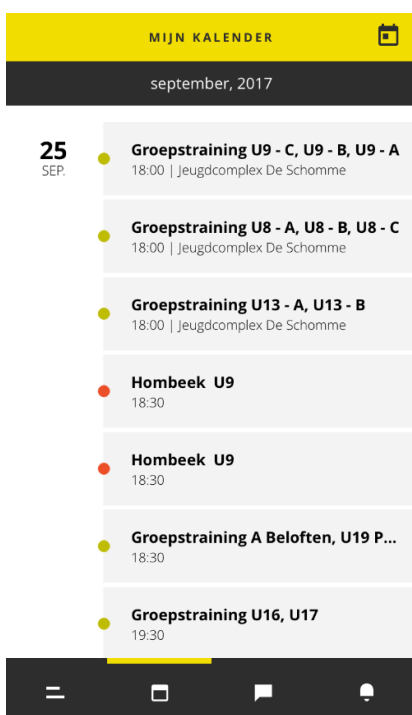 MIJN KALENDER
september, 2017
25
SEP.
Groepstraining U9 - C, U9 - B, U9 - A
18:00 | Jeugdcomplex De Schomme
Groepstraining U8 - A, U8 - B, U8 - C
18:00 | Jeugdcomplex De Schomme
Groepstraining U13 - A, U13 - B
18:00 | Jeugdcomplex De Schomme
Hombeek  U9
18:30
Hombeek  U9
18:30
Groepstraining A Beloften, U19 P...
18:30
Groepstraining U16, U17
19:30